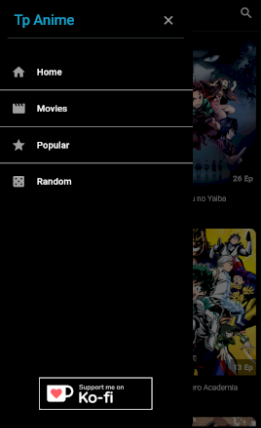 Tp Anime
Home
Movies
Popular
26 Ep
Random
no Yaiba
13 Ep
ero Academia
Support me on
Ko-fi